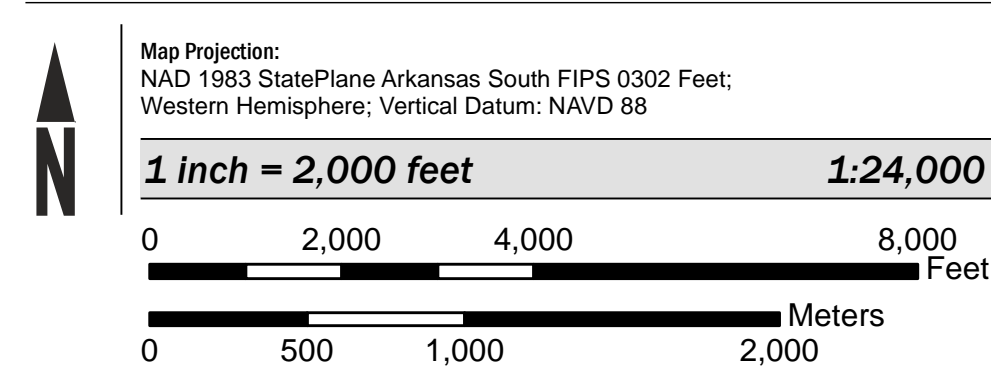 N
Map Projection:
NAD 1983 StatePlane Arkansas South FIPS 0302 Feet;
Western Hemisphere; Vertical Datum: NAVD 88
1 inch = 2,000 feet 1:24,000
0 2,000 4,000 8,000
Feet
Meters
0 500 1,000 2,000